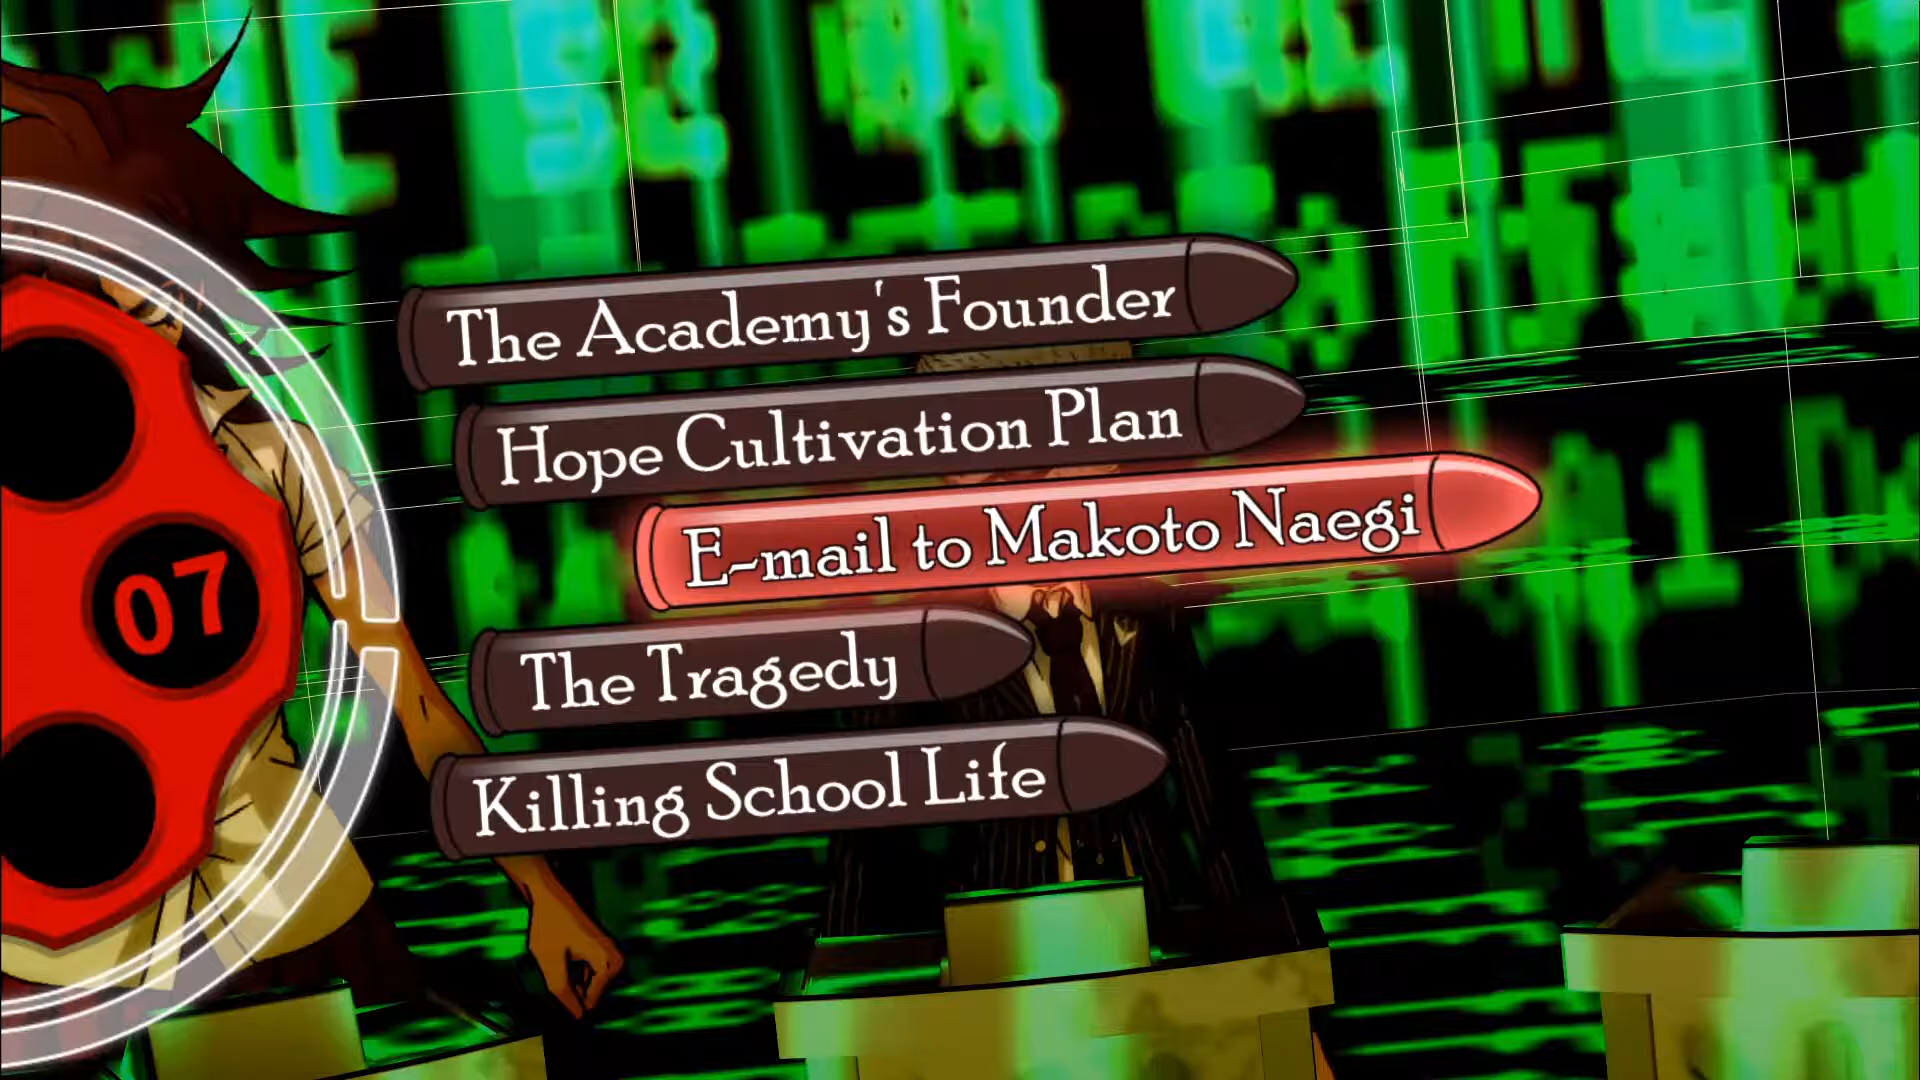 The Academy's Founder
Hope Cultivation Plan
E-mail to Makoto Naegi
07
The Tragedy
Killing School Life